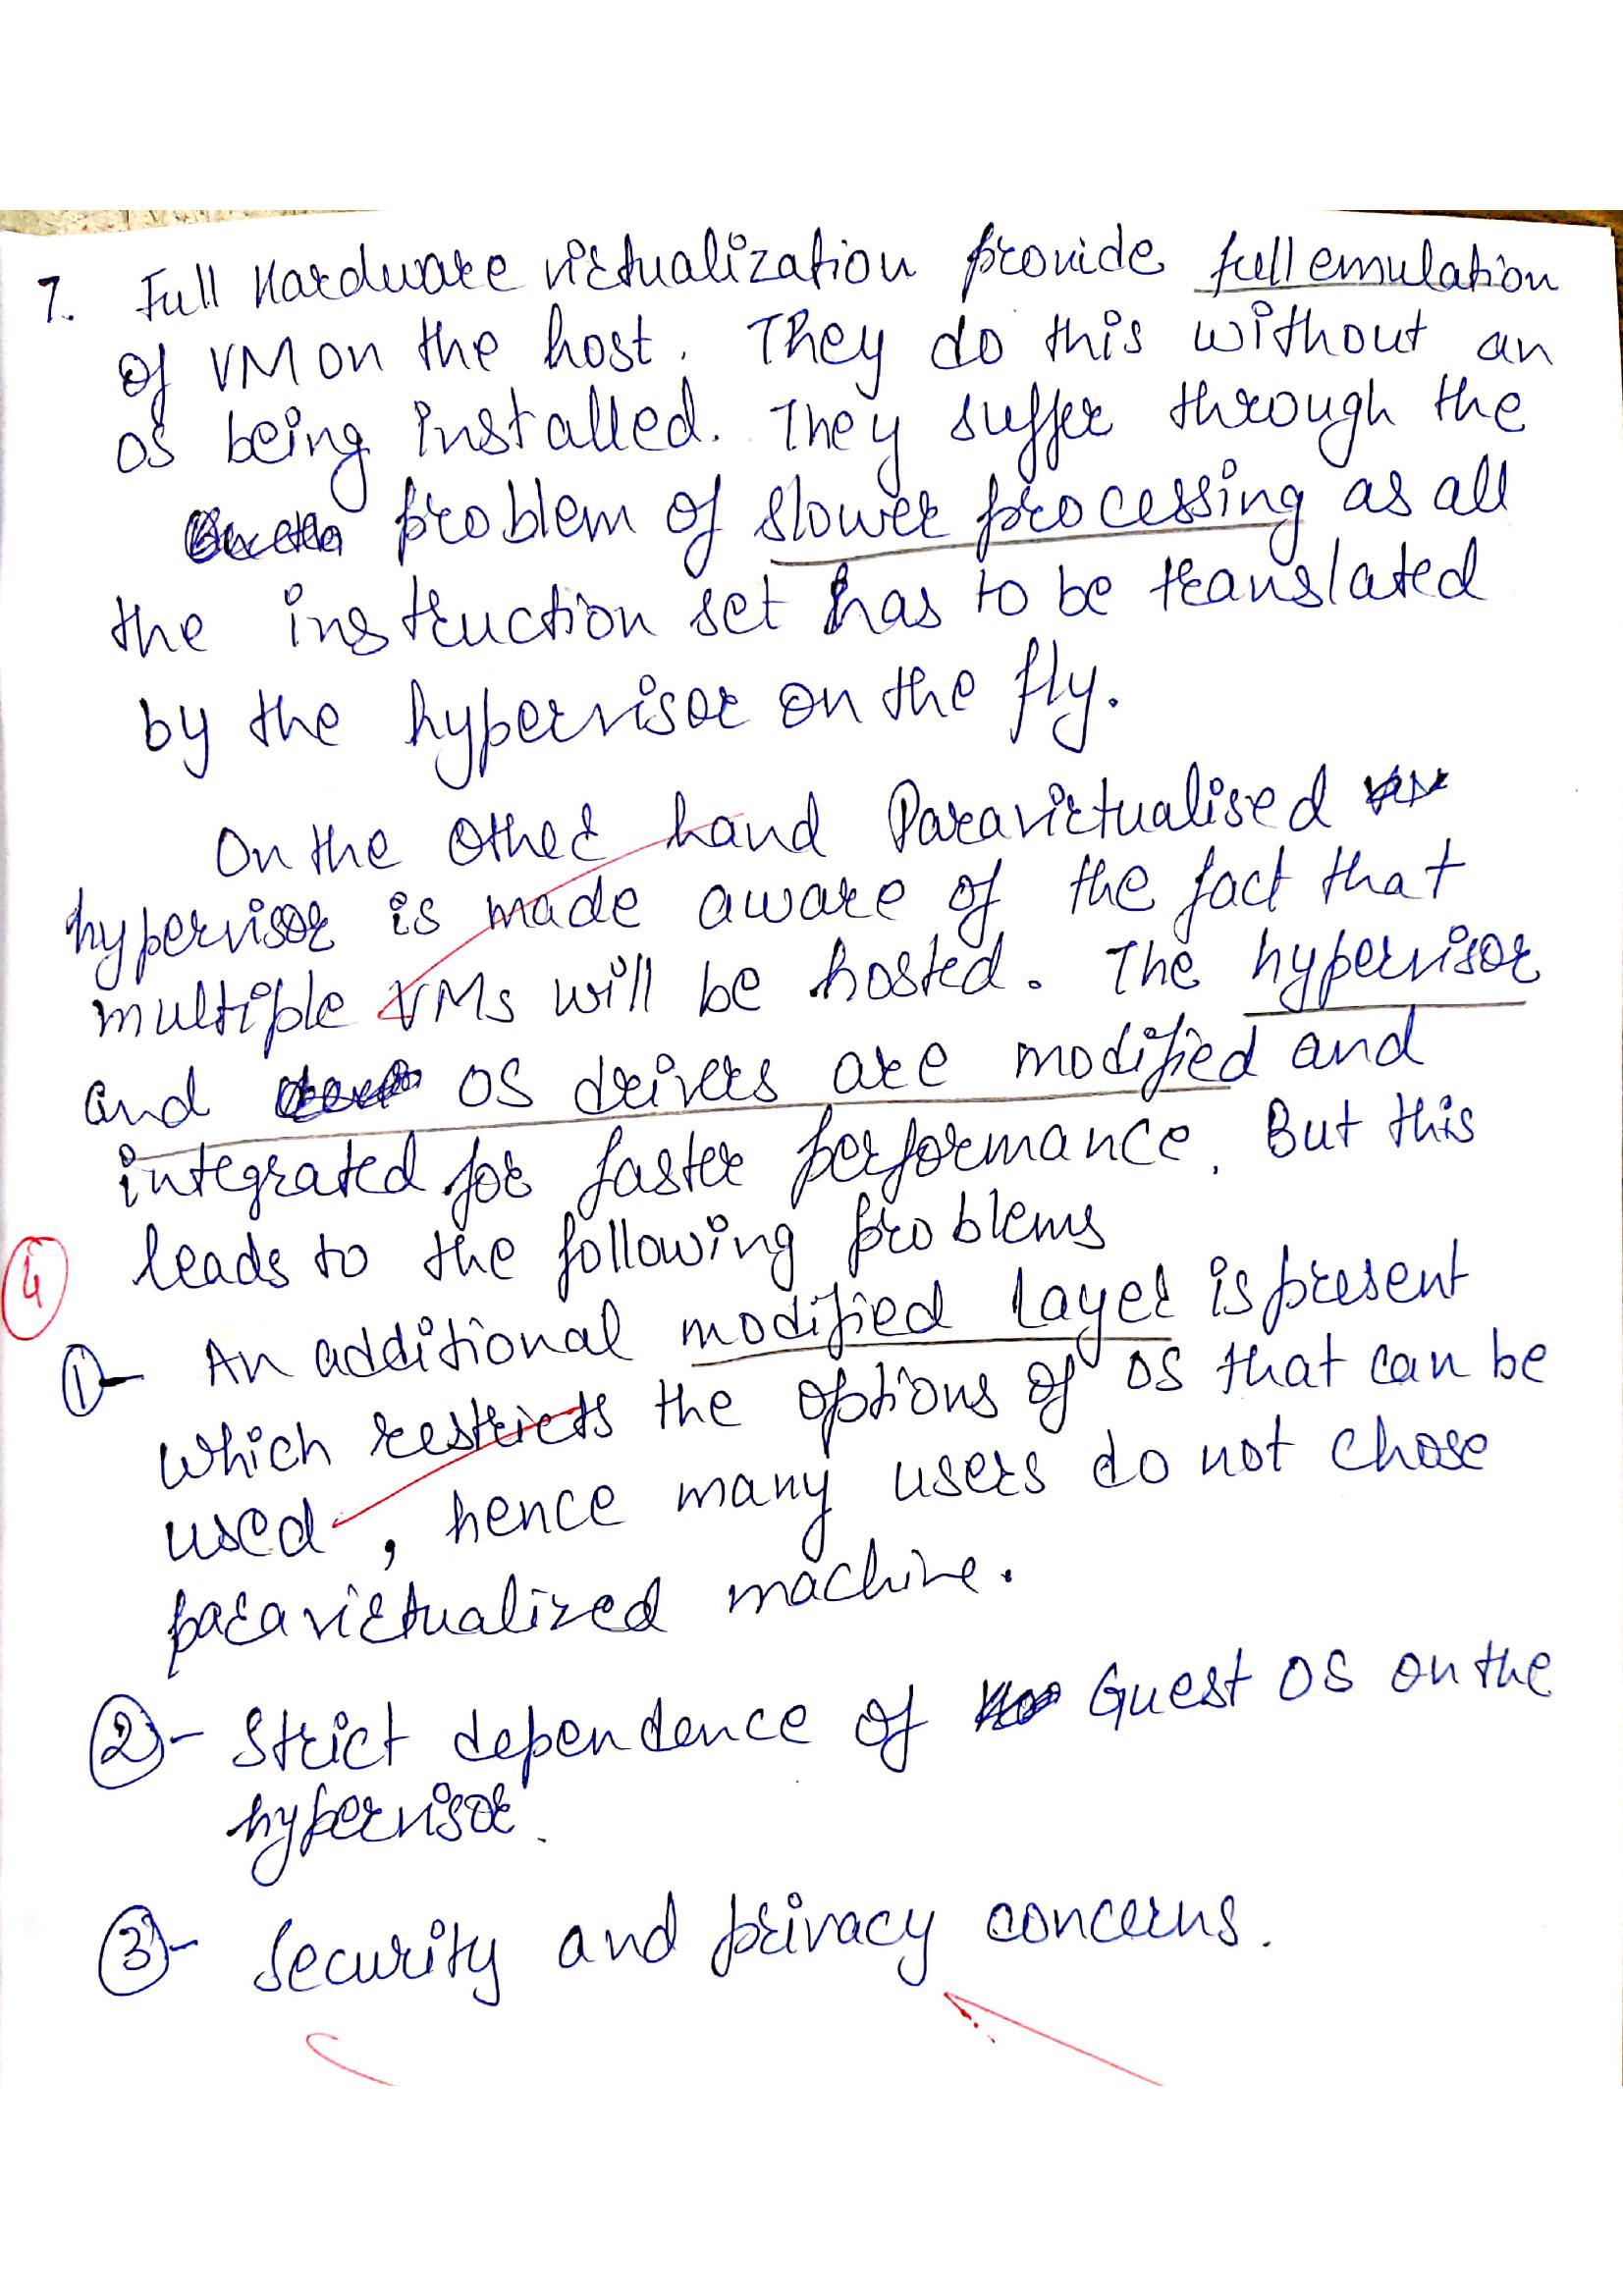 7. Full Hardware virtualization provide full emulation
of VM on the host. They do this without an
OS being installed. They suffer through the
problem of slower processing as all
the instruction set has to be translated
by the hypervisor on the fly.
On the other hand Paravirtualised
hypervisor is made aware of the fact that
multiple VMs will be hosted. The hypervisor
and OS drivers are modified and
integrated for faster performance. But this
leads to the following problems
4
1- An additional modified layer is present
which restricts the options of OS that can be
used, hence many users do not chose
paravirtualized machine.
2- Strict dependence of Guest OS on the
hypervisor.
3- Security and privacy concerns.